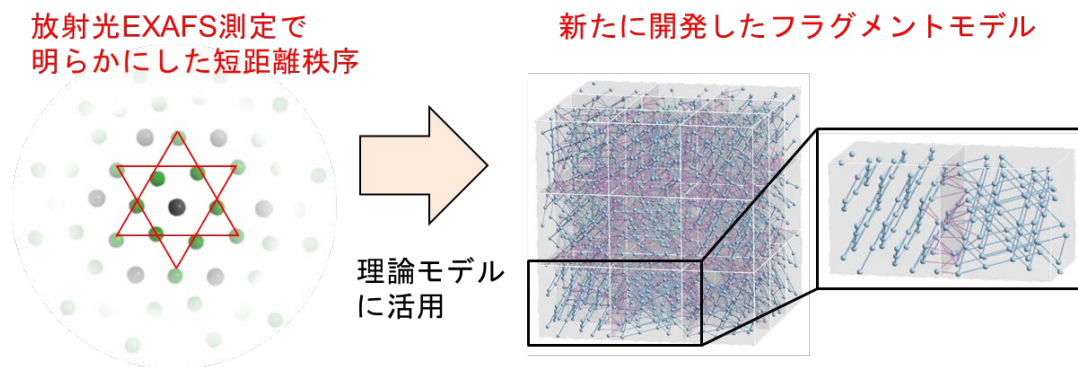 放射光EXAFS測定で
明らかにした短距離秩序
新たに開発したフラグメントモデル
理論モデル
に活用